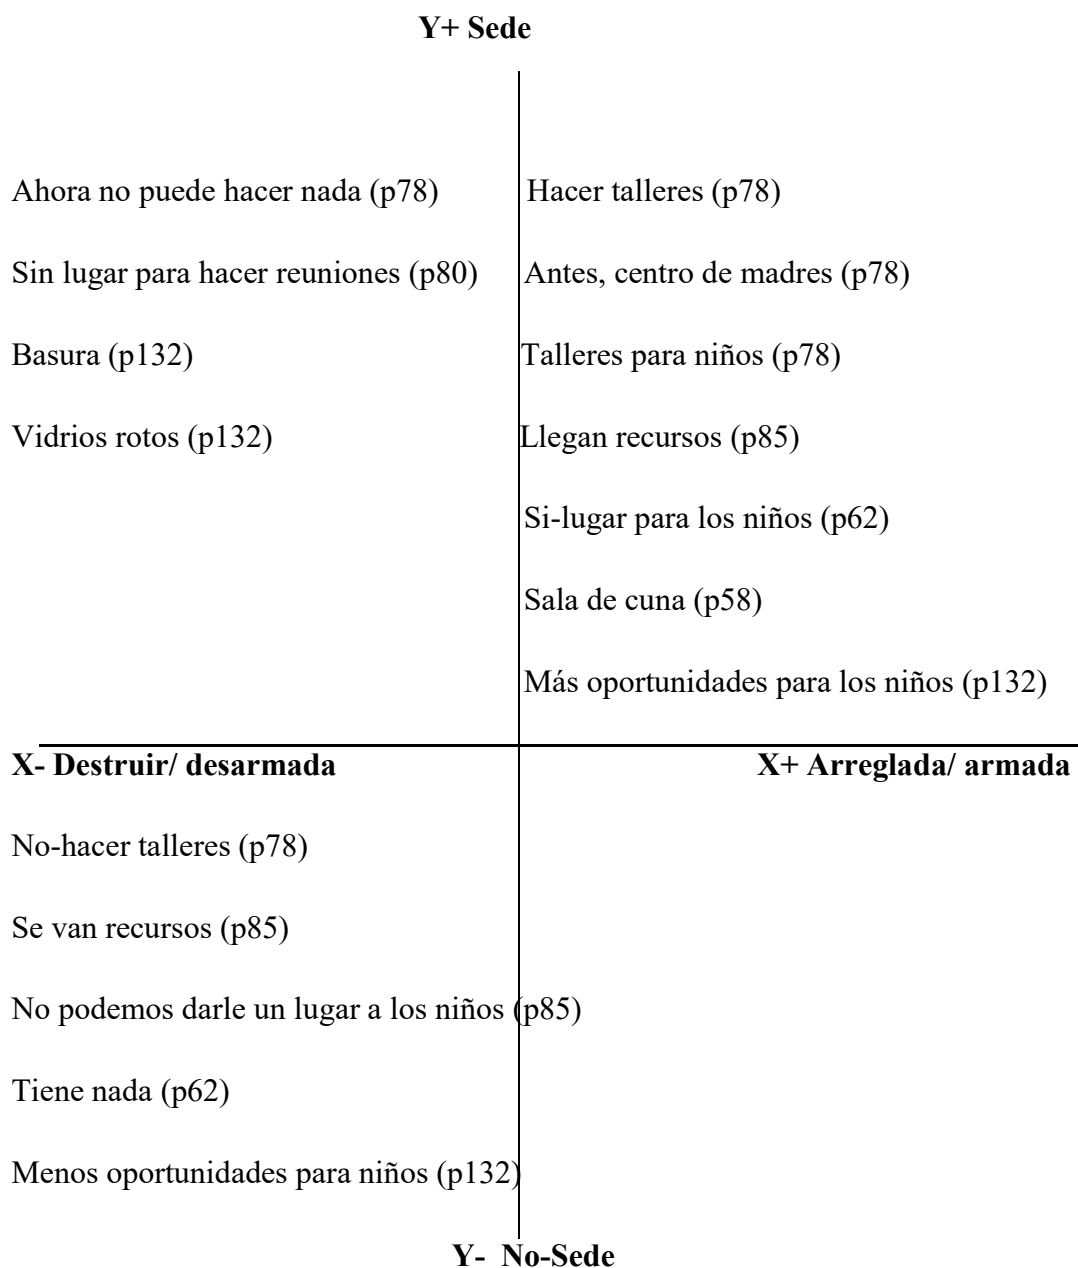 Y+ Sede
Ahora no puede hacer nada (p78)
Hacer talleres (p78)
Sin lugar para hacer reuniones (p80)
Antes, centro de madres (p78)
Basura (p132)
Talleres para niños (p78)
Vidrios rotos (p132)
Llegan recursos (p85)
Si-lugar para los niños (p62)
Sala de cuna (p58)
Más oportunidades para los niños (p132)
X- Destruir/ desarmada
X+ Arreglada/ armada
No-hacer talleres (p78)
Se van recursos (p85)
No podemos darle un lugar a los niños (p85)
Tiene nada (p62)
Menos oportunidades para niños (p132)
Y- No-Sede